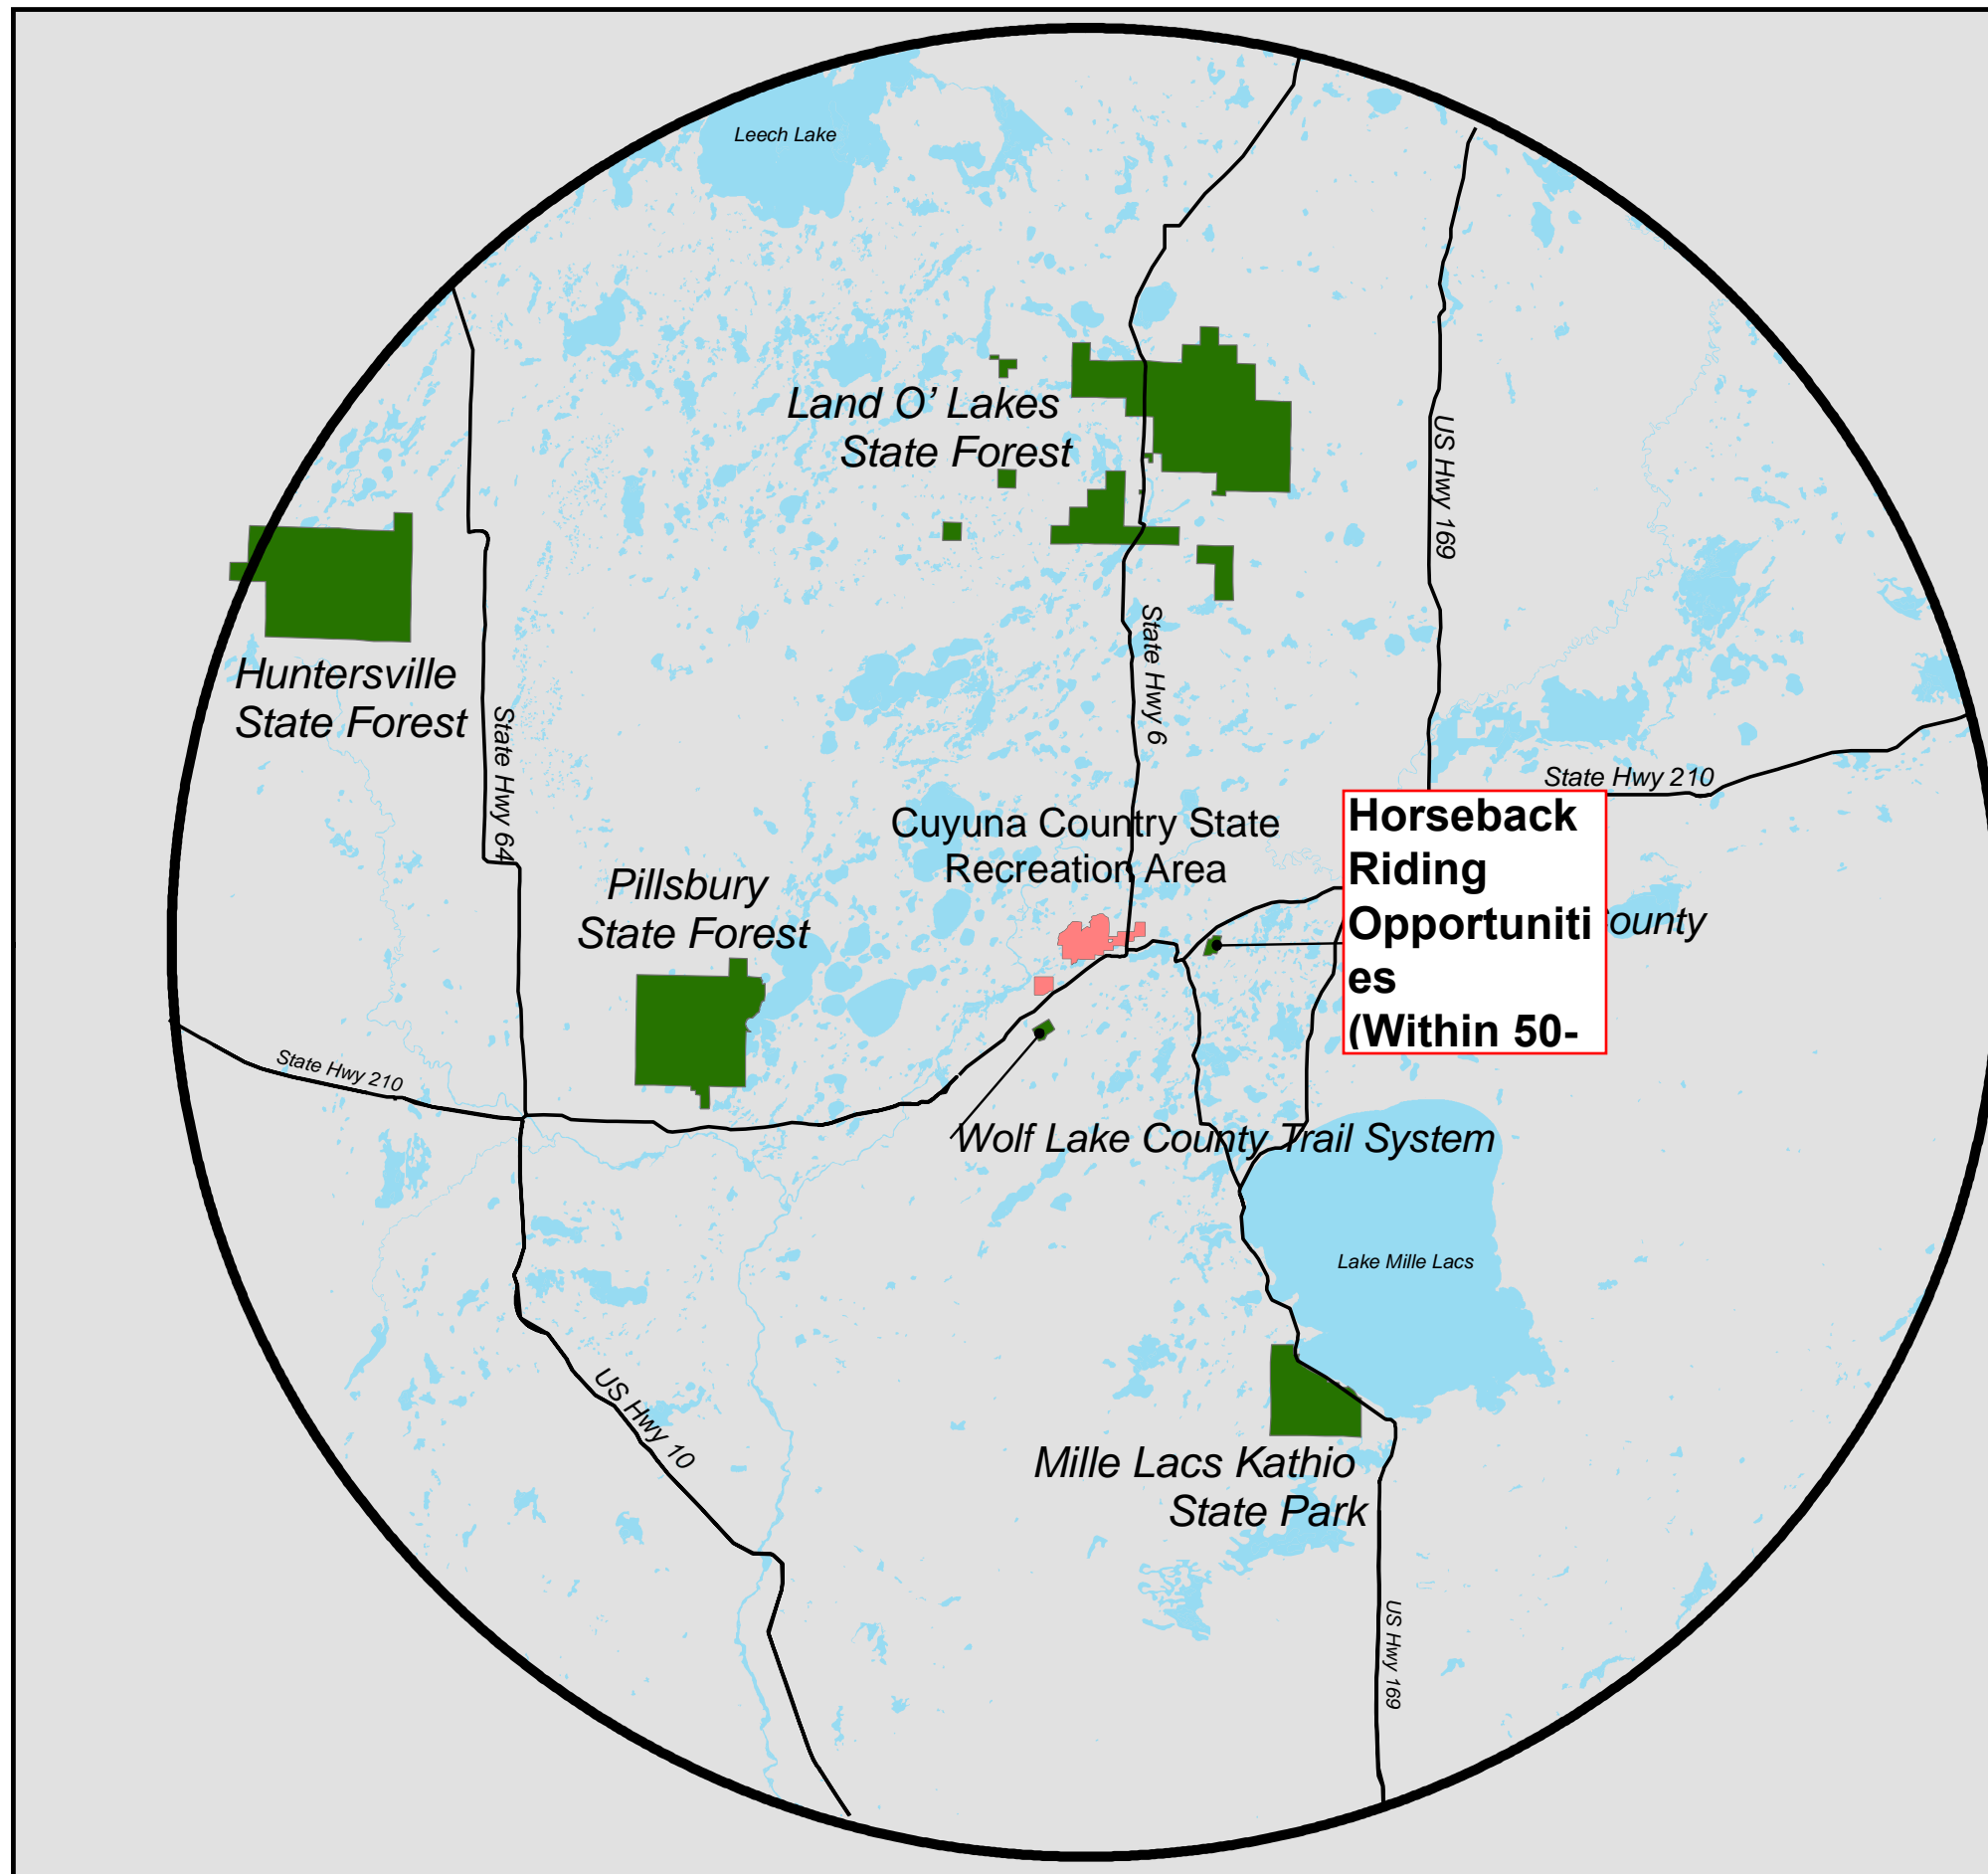 Leech Lake
Land O' Lakes
State Forest
US Hwy 169
Huntersville
State Forest
State Hwy 6
State Hwy 64
State Hwy 210
Cuyuna Country State
Recreation Area
Horseback
Riding
Opportuniti
es
(Within 50-
Pillsbury
State Forest
State Hwy 210
Wolf Lake County Trail System
Lake Mille Lacs
US Hwy 10
Mille Lacs Kathio
State Park
US Hwy 169